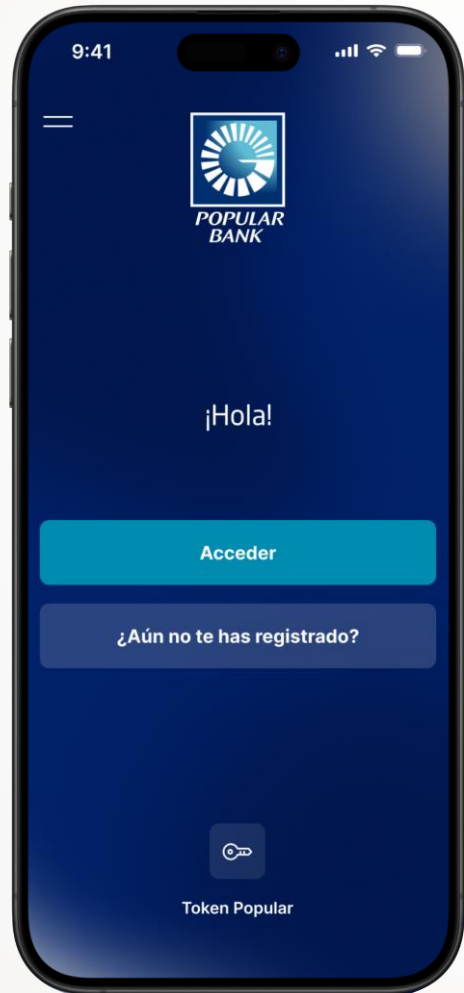 9:41
POPULAR
BANK
¡Hola!
Acceder
¿Aún no te has registrado?
Token Popular